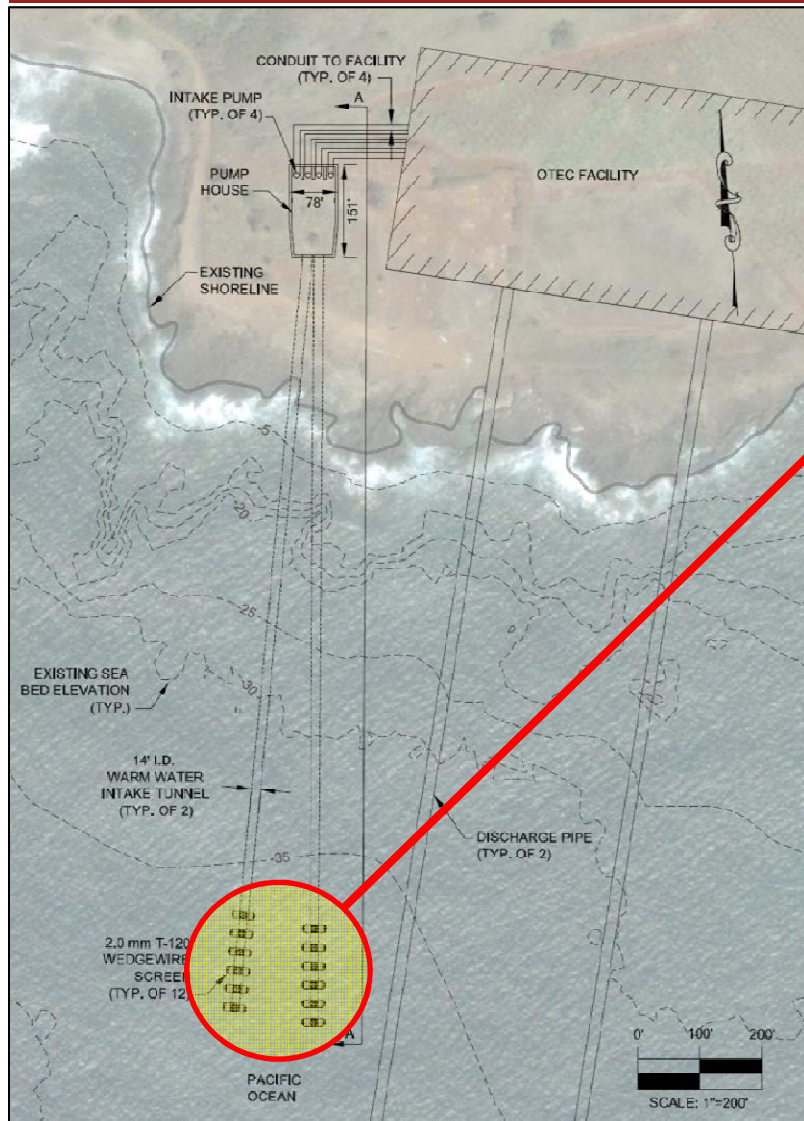 CONDUIT TO FACILITY
(TYP. OF 4)
A
INTAKE PUMP
(TYP. OF 4)
PUMP
HOUSE
78'
151'
OTEC FACILITY
EXISTING
SHORELINE
-5
-20
-25
-30
EXISTING SEA
BED ELEVATION
(TYP.)
14' I.D.
WARM WATER
INTAKE TUNNEL
(TYP. OF 2)
DISCHARGE PIPE
(TYP. OF 2)
-35
2.0 mm T-120
WEDGEWIRE
SCREEN
(TYP. OF 12)
A
PACIFIC
OCEAN
0' 100' 200'
SCALE: 1"=200'